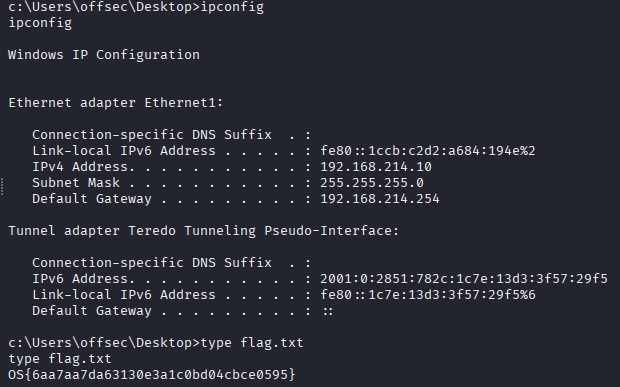 c:\Users\offsec\Desktop>ipconfig
ipconfig
Windows IP Configuration
Ethernet adapter Ethernet1:
Connection-specific DNS Suffix  . :
Link-local IPv6 Address . . . . . : fe80::1ccb:c2d2:a684:194e%2
IPv4 Address. . . . . . . . . . . : 192.168.214.10
Subnet Mask . . . . . . . . . . . : 255.255.255.0
Default Gateway . . . . . . . . . : 192.168.214.254
Tunnel adapter Teredo Tunneling Pseudo-Interface:
Connection-specific DNS Suffix  . :
IPv6 Address. . . . . . . . . . . : 2001:0:2851:782c:1c7e:13d3:3f57:29f5
Link-local IPv6 Address . . . . . : fe80::1c7e:13d3:3f57:29f5%6
Default Gateway . . . . . . . . . : ::
c:\Users\offsec\Desktop>type flag.txt
type flag.txt
OS{6aa7aa7da63130e3a1c0bd04cbce0595}